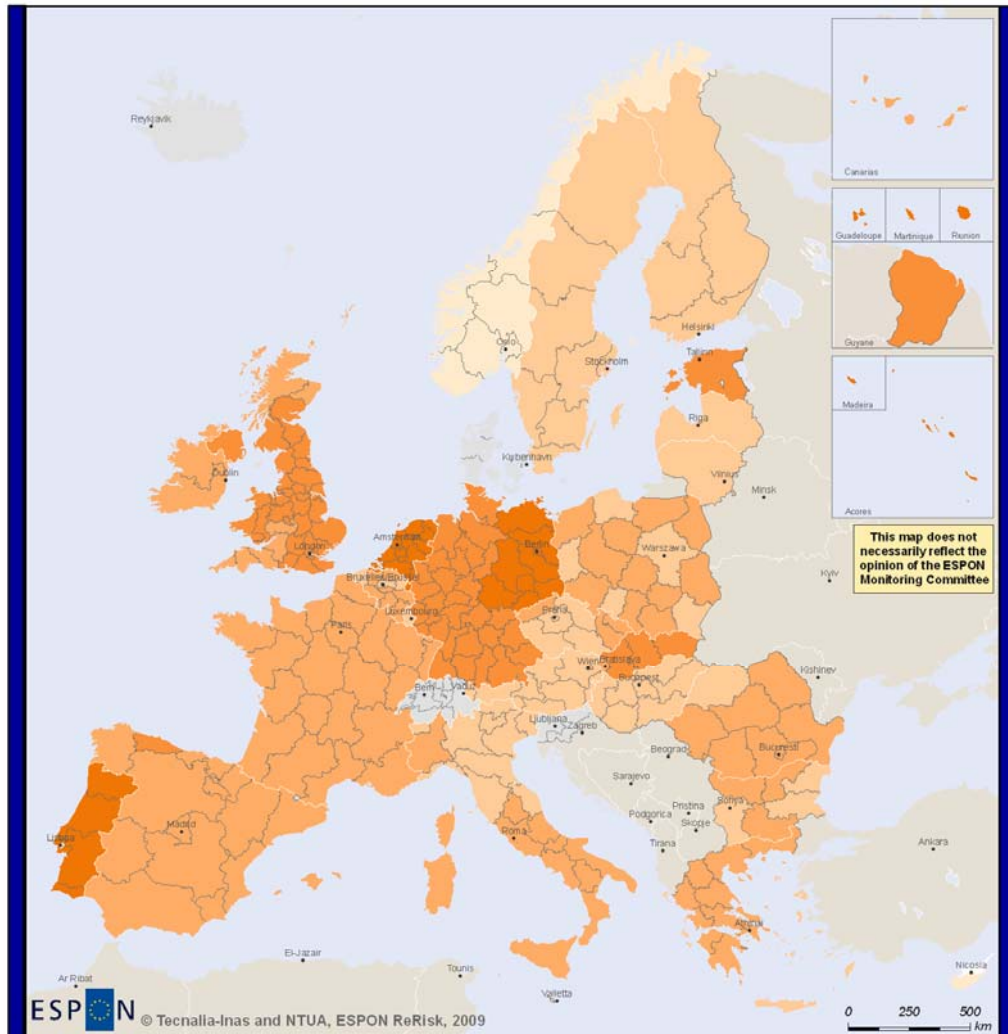 Reykjavik
Canarias
Guadeloupe
Martinique
Guyane
Oslo
Helsinki
Stockholm
Tallinn
Madeira
Riga
Acores
Dublin
København
Vilnius
Minsk
This map does not
necessarily reflect the
opinion of the ESPON
Monitoring Committee
London
Amsterdam
Berlin
Warszawa
Kyiv
Bruxelles/Brussel
Luxembourg
Praha
Paris
Wien
Bratislava
Budapest
Kishinev
Bern
Vaduz
Ljubljana
Zagreb
Beograd
Bucuresti
Sarajevo
Pristina
Sofiya
Podgorica
Skopje
Tirana
Roma
Madrid
Lisboa
Ankara
Athinai
El-Jazair
Tounis
Ar Ribat
Valletta
Nicosia
ESPON © Tecnalia-Inas and NTUA, ESPON ReRisk, 2009
0 250 500
km